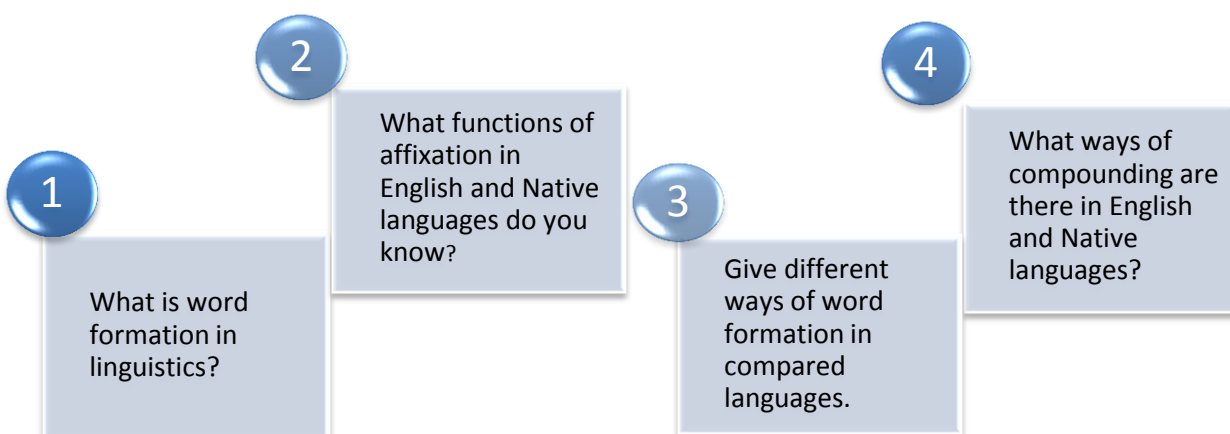 1
What is word
formation in
linguistics?
2
What functions of
affixation in
English and Native
languages do you
know?
3
Give different
ways of word
formation in
compared
languages.
4
What ways of
compounding are
there in English
and Native
languages?